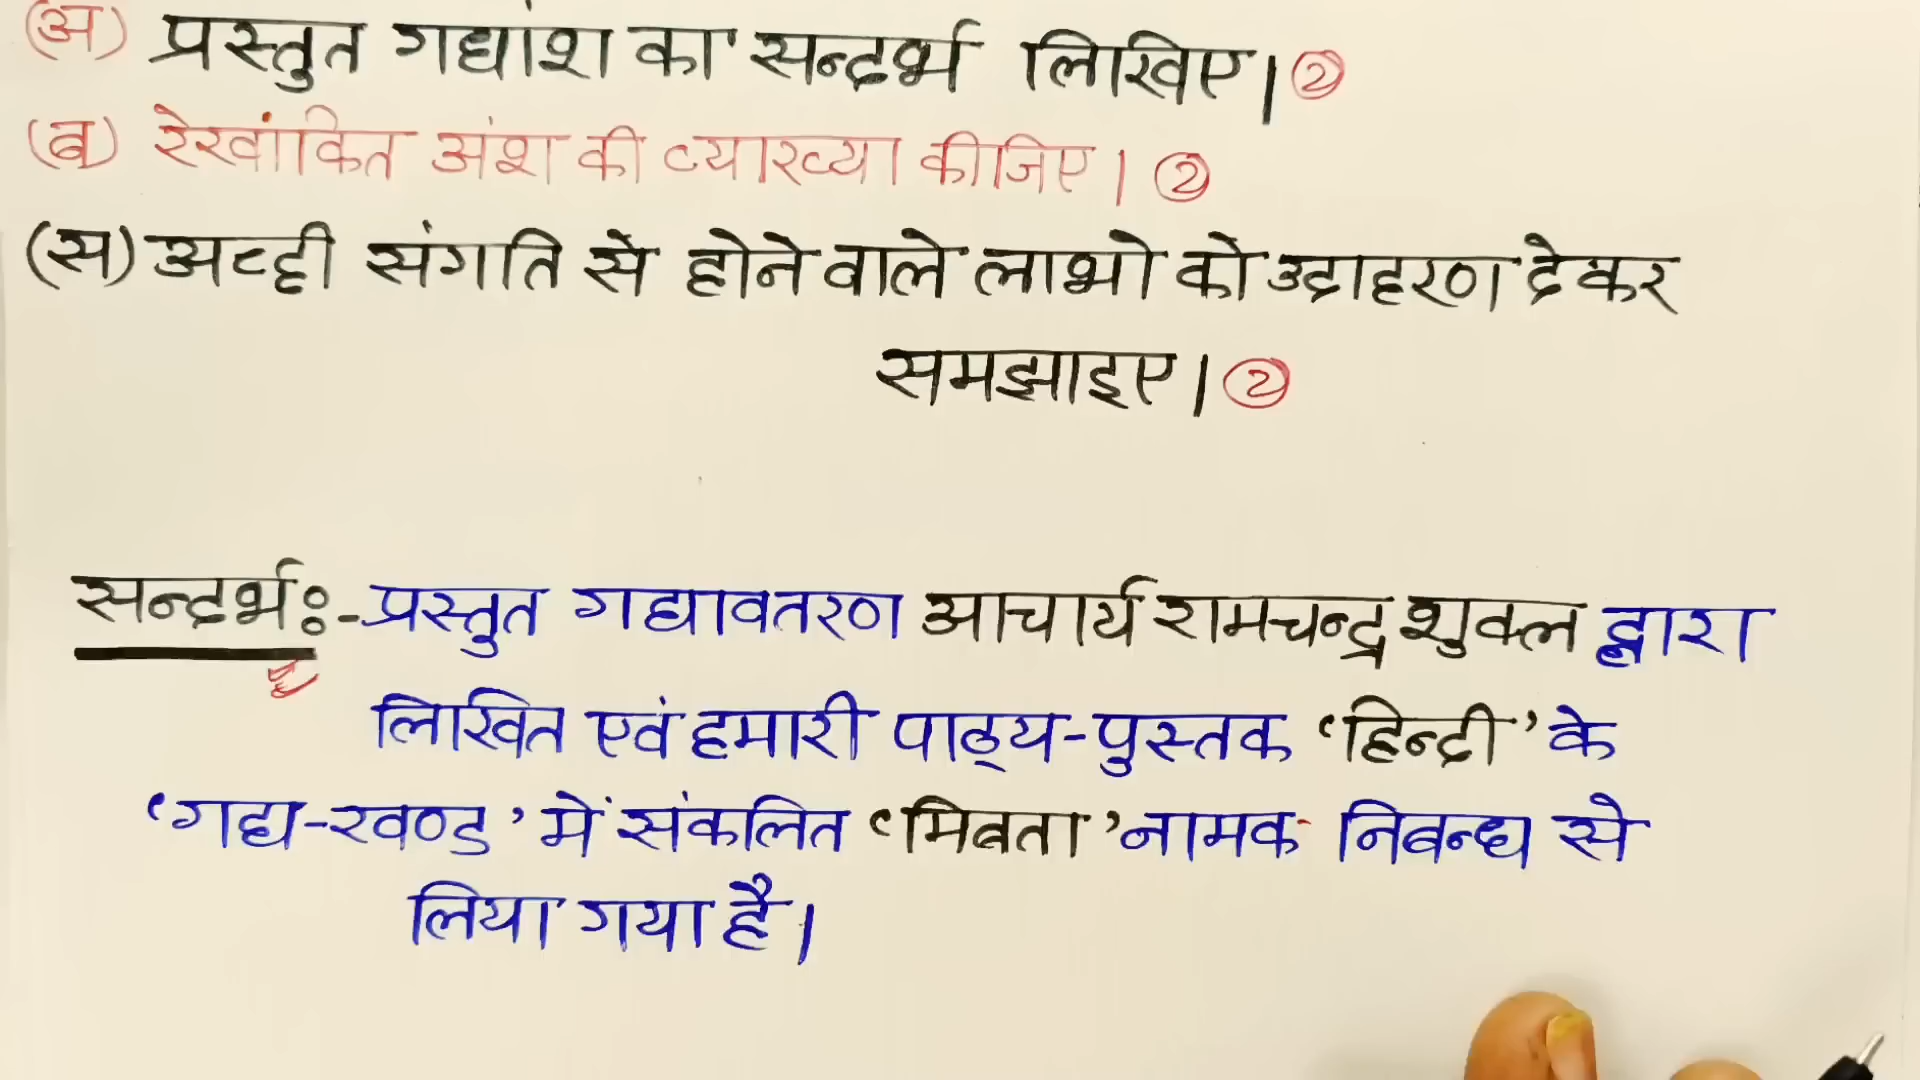 (अ) प्रस्तुत गद्यांश का सन्दर्भ लिखिए। ②
(ब) रेखांकित अंश की व्याख्या कीजिए। ②
(स) अच्छी संगति से होने वाले लाभो को उदाहरण देकर
समझाइए। ②
सन्दर्भः- प्रस्तुत गद्यावतरण आचार्य रामचन्द्र शुक्ल द्वारा
लिखित एवं हमारी पाठ्य-पुस्तक 'हिन्दी' के
'गद्य-खण्ड' में संकलित 'मित्रता' नामक निबन्ध से
लिया गया है।